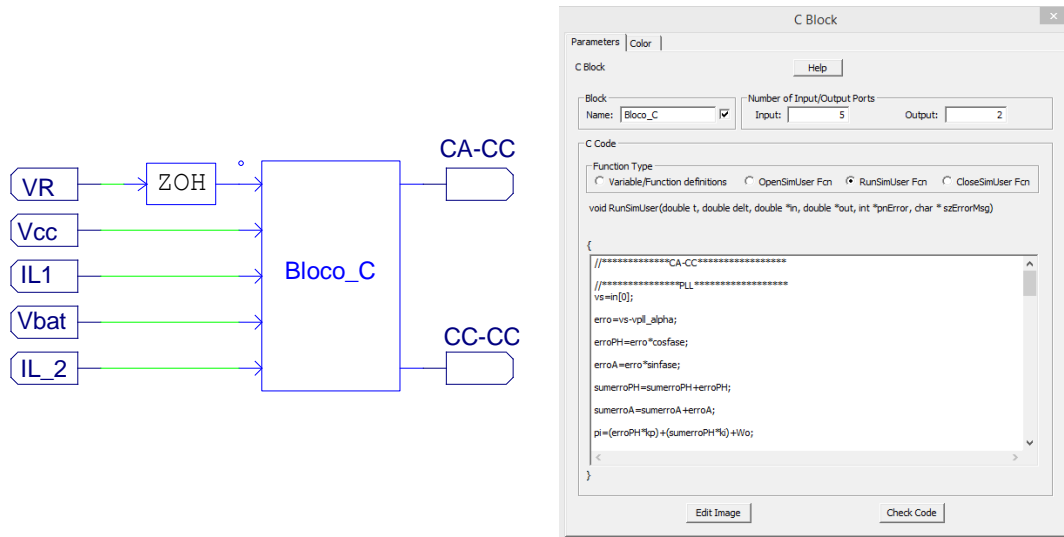 VR
ZOH
Vcc
IL1
Vbat
IL_2
Bloco_C
CA-CC
CC-CC
C Block
Parameters Color
C Block Help
Block
Name: Bloco_C
Number of Input/Output Ports
Input: 5 Output: 2
C Code
Function Type
Variable/Function definitions OpenSimUser Fcn RunSimUser Fcn CloseSimUser Fcn
void RunSimUser(double t, double delt, double *in, double *out, int *pnError, char * szErrorMsg)
{
//*************CA-CC*****************
//***************PLL******************
vs=in[0];
erro=vs-vpll_alpha;
erroPH=erro*cosfase;
erroA=erro*sinfase;
sumerroPH=sumerroPH+erroPH;
sumerroA=sumerroA+erroA;
pi=(erroPH*kp)+(sumerroPH*ki)+Wo;
}
Edit Image Check Code